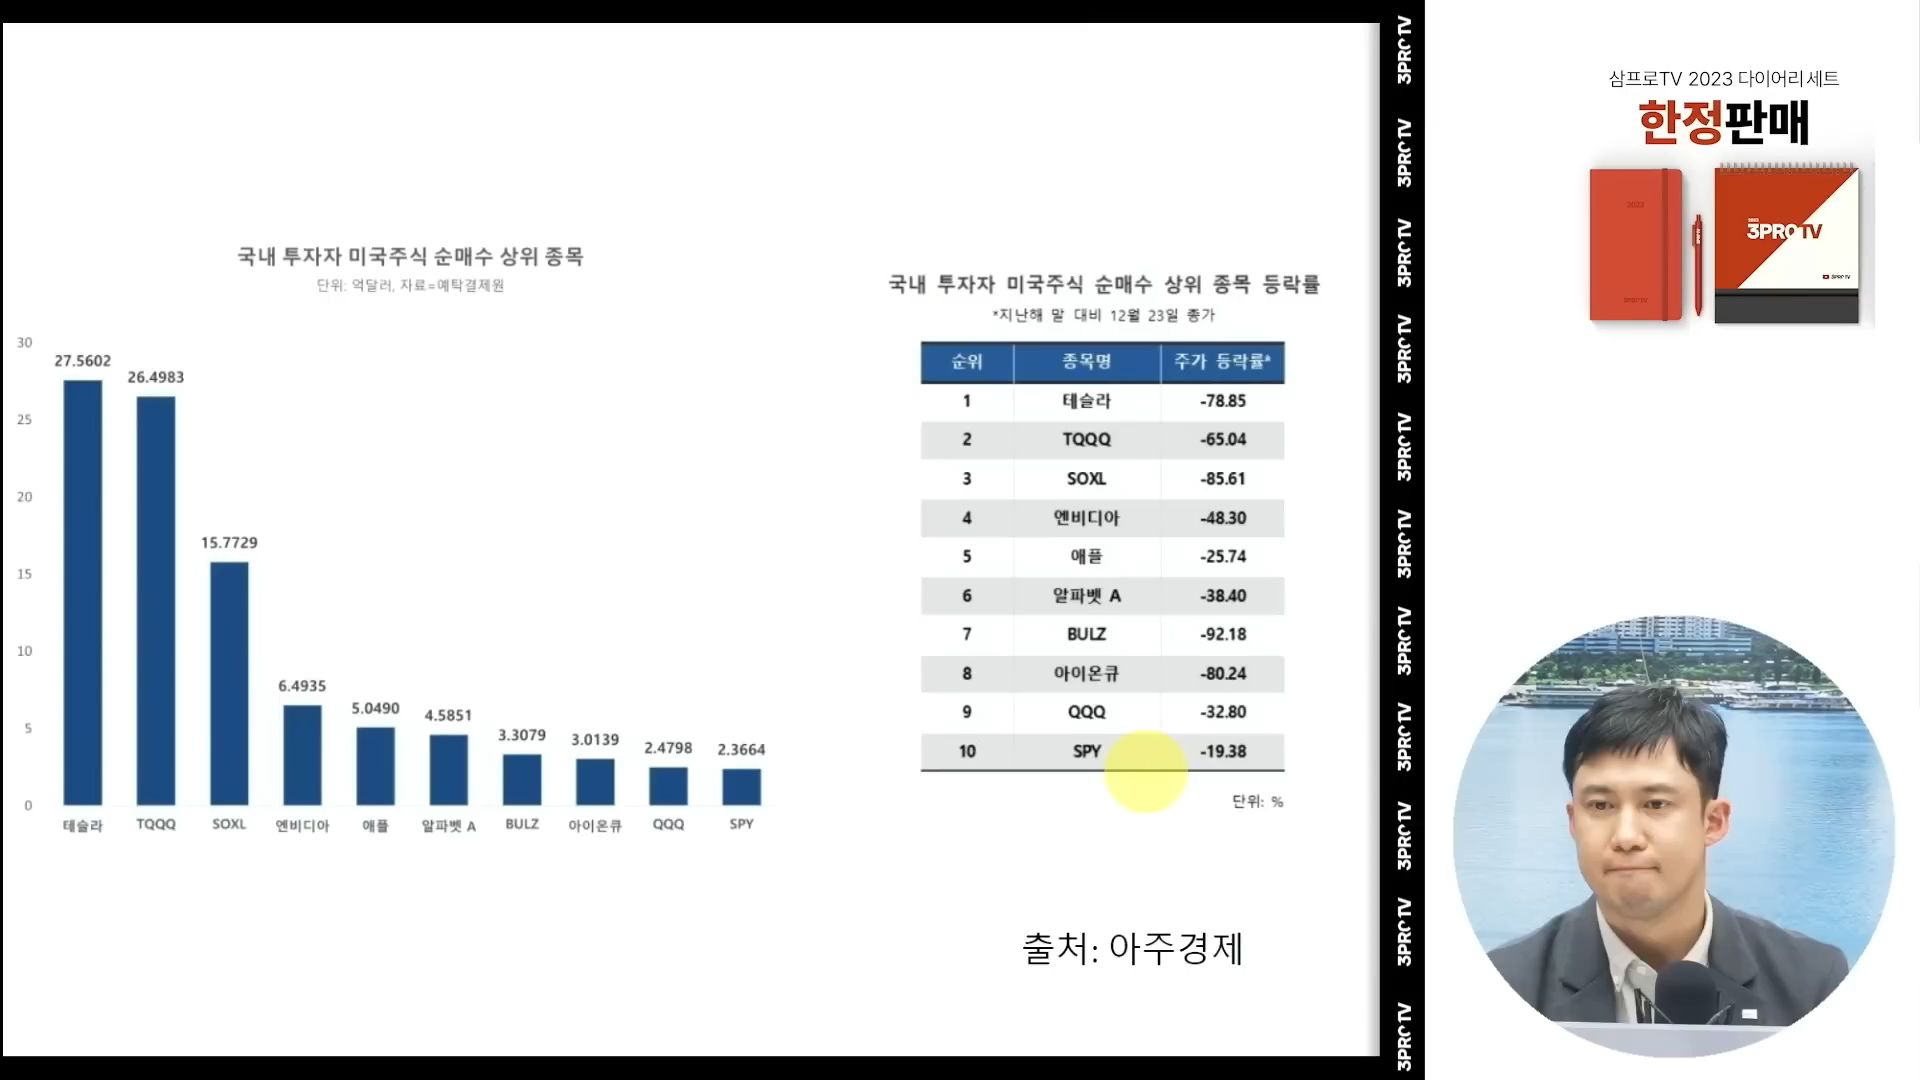 국내 투자자 미국주식 순매수 상위 종목
단위: 억달러, 자료=예탁결제원
30
25
20
15
10
5
0
27.5602
26.4983
15.7729
6.4935
5.0490
4.5851
3.3079
3.0139
2.4798
2.3664
테슬라 TQQQ SOXL 엔비디아 애플 알파벳 A BULZ 아이온큐 QQQ SPY
국내 투자자 미국주식 순매수 상위 종목 등락률
*지난해 말 대비 12월 23일 종가
순위 종목명 주가 등락률*
1 테슬라 -78.85
2 TQQQ -65.04
3 SOXL -85.61
4 엔비디아 -48.30
5 애플 -25.74
6 알파벳 A -38.40
7 BULZ -92.18
8 아이온큐 -80.24
9 QQQ -32.80
10 SPY -19.38
단위: %
출처: 아주경제
3PROTV
3PROTV
3PROTV
3PROTV
3PROTV
3PROTV
3PROTV
3PROTV
3PROTV
3PROTV
3PROTV
삼프로TV 2023 다이어리세트
한정판매
2023
3PROTV
3PROTV